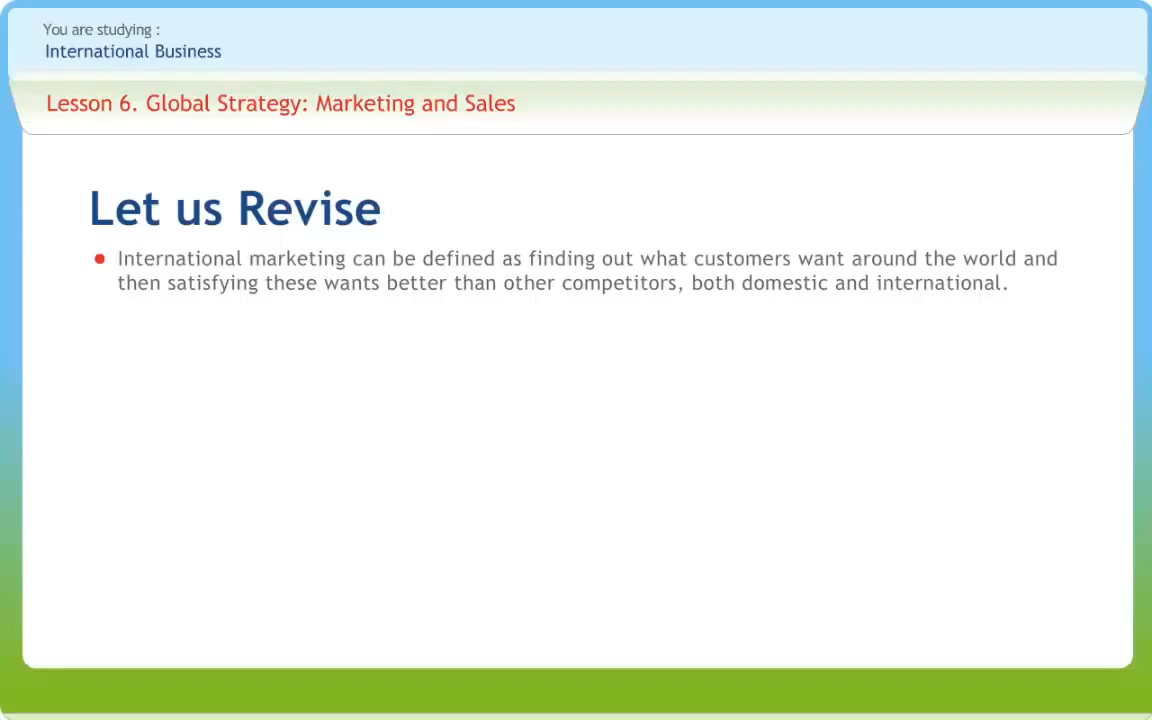 You are studying :
International Business
Lesson 6. Global Strategy: Marketing and Sales
Let us Revise
International marketing can be defined as finding out what customers want around the world and
then satisfying these wants better than other competitors, both domestic and international.